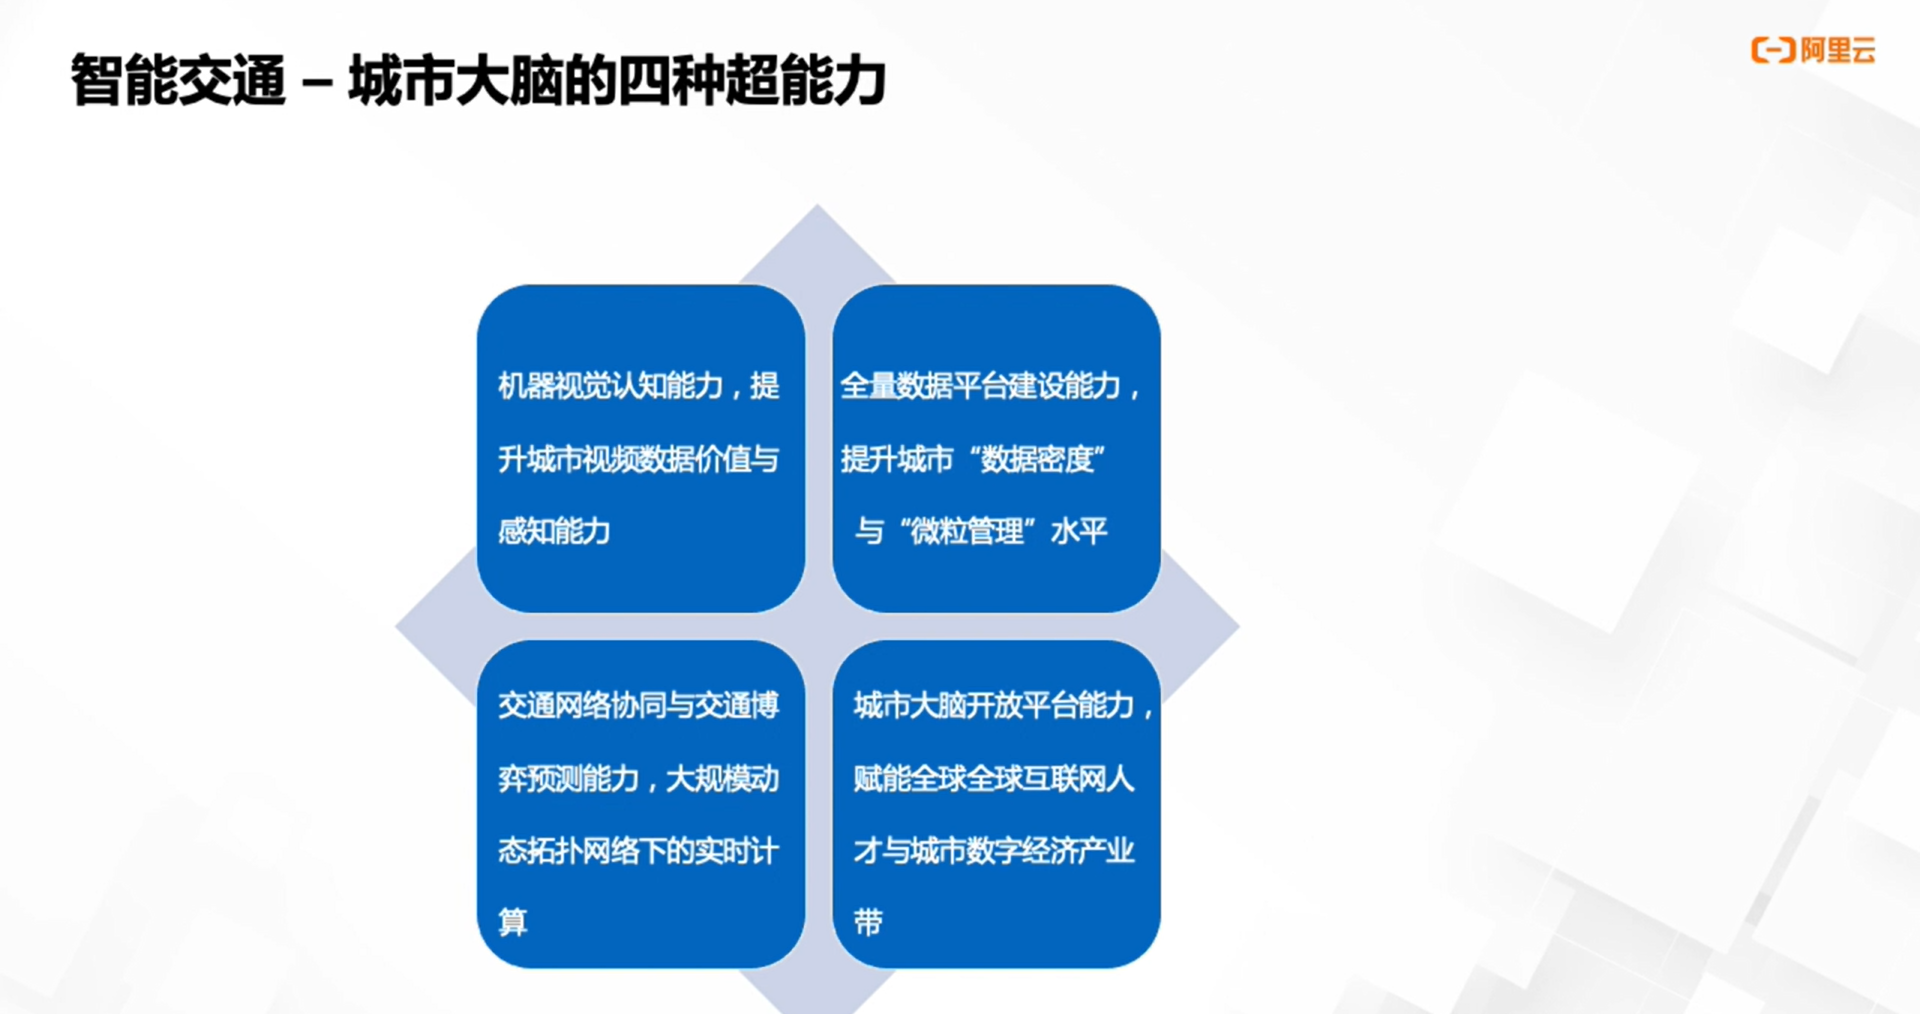 智能交通 – 城市大脑的四种超能力
阿里云
机器视觉认知能力，提
升城市视频数据价值与
感知能力
全量数据平台建设能力，
提升城市“数据密度”
与“微粒管理”水平
交通网络协同与交通博
弈预测能力，大规模动
态拓扑网络下的实时计
算
城市大脑开放平台能力，
赋能全球全球互联网人
才与城市数字经济产业
带